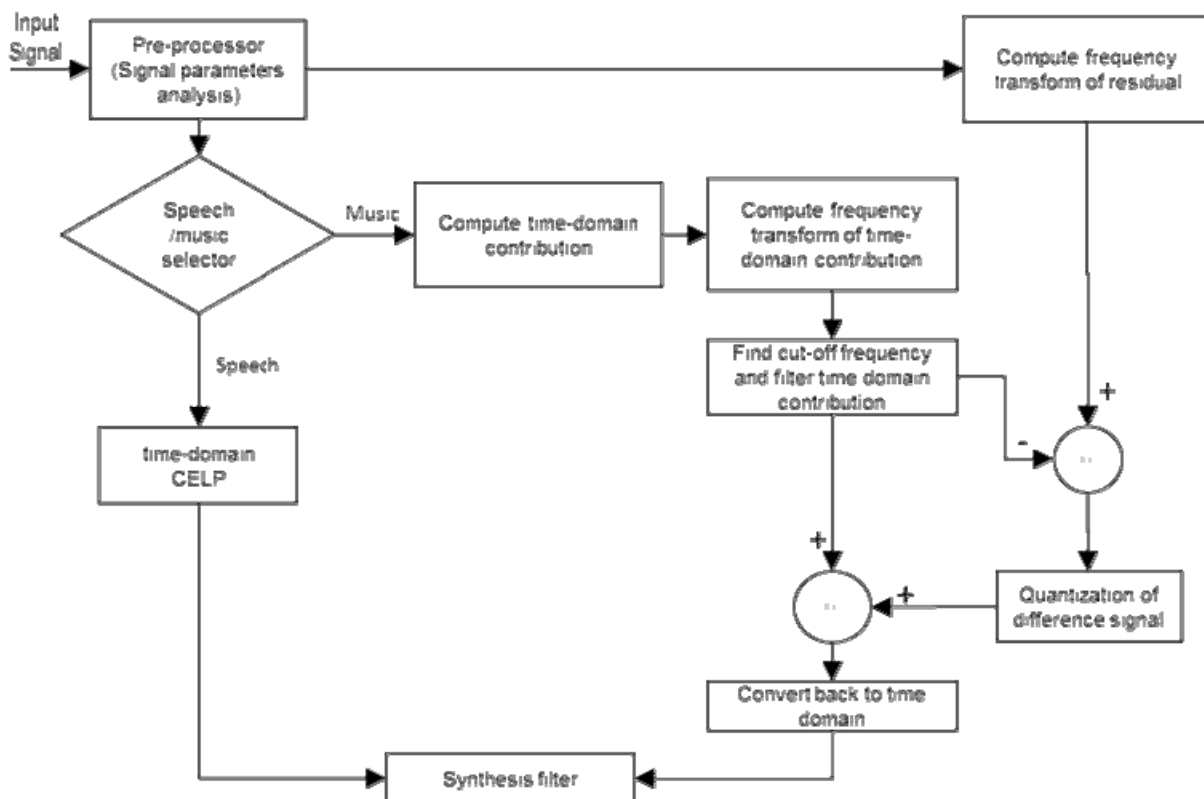 Input
Signal
Pre-processor
(Signal parameters
analysis)
Compute frequency
transform of residual
Speech
/music
selector
Music
Compute time-domain
contribution
Compute frequency
transform of time-
domain contribution
Speech
Find cut-off frequency
and filter time domain
contribution
+
-
time-domain
CELP
+
+
Quantization of
difference signal
Convert back to time
domain
Synthesis filter